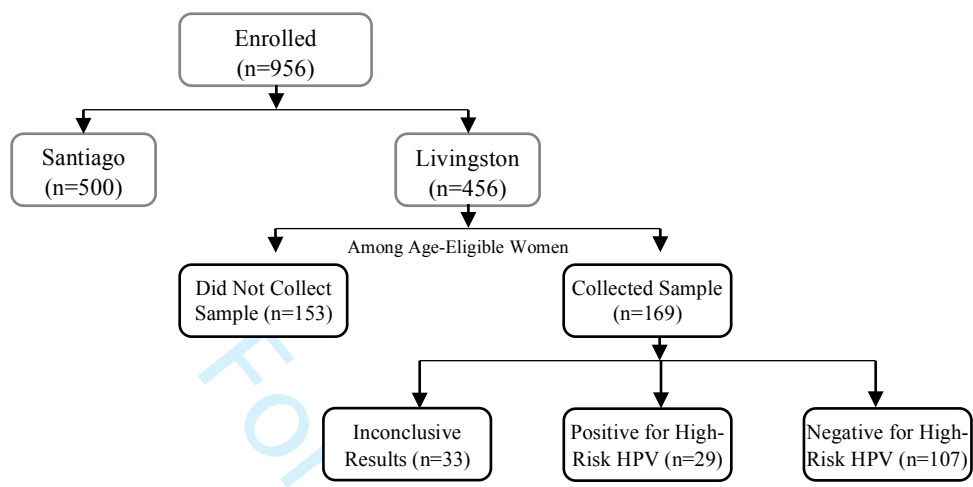 Enrolled
(n=956)
Santiago
(n=500)
Livingston
(n=456)
Among Age-Eligible Women
Did Not Collect
Sample (n=153)
Collected Sample
(n=169)
Inconclusive
Results (n=33)
Positive for High-
Risk HPV (n=29)
Negative for High-
Risk HPV (n=107)
For